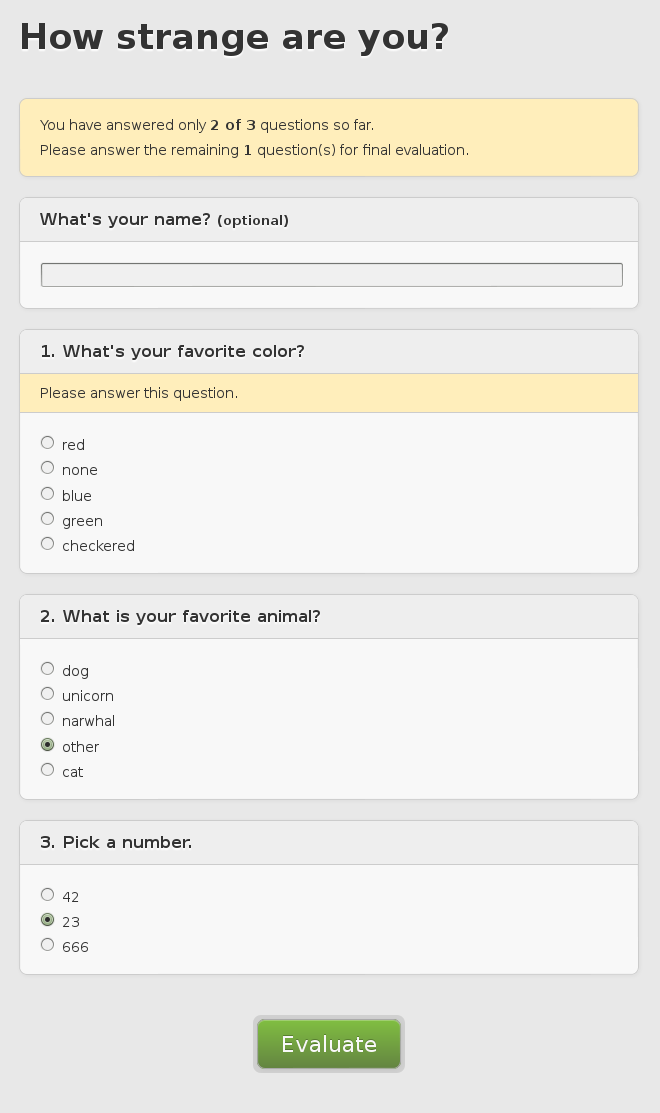 How strange are you?
You have answered only 2 of 3 questions so far.
Please answer the remaining 1 question(s) for final evaluation.
What's your name? (optional)
1. What's your favorite color?
Please answer this question.
red
none
blue
green
checkered
2. What is your favorite animal?
dog
unicorn
narwhal
other
cat
3. Pick a number.
42
23
666
Evaluate